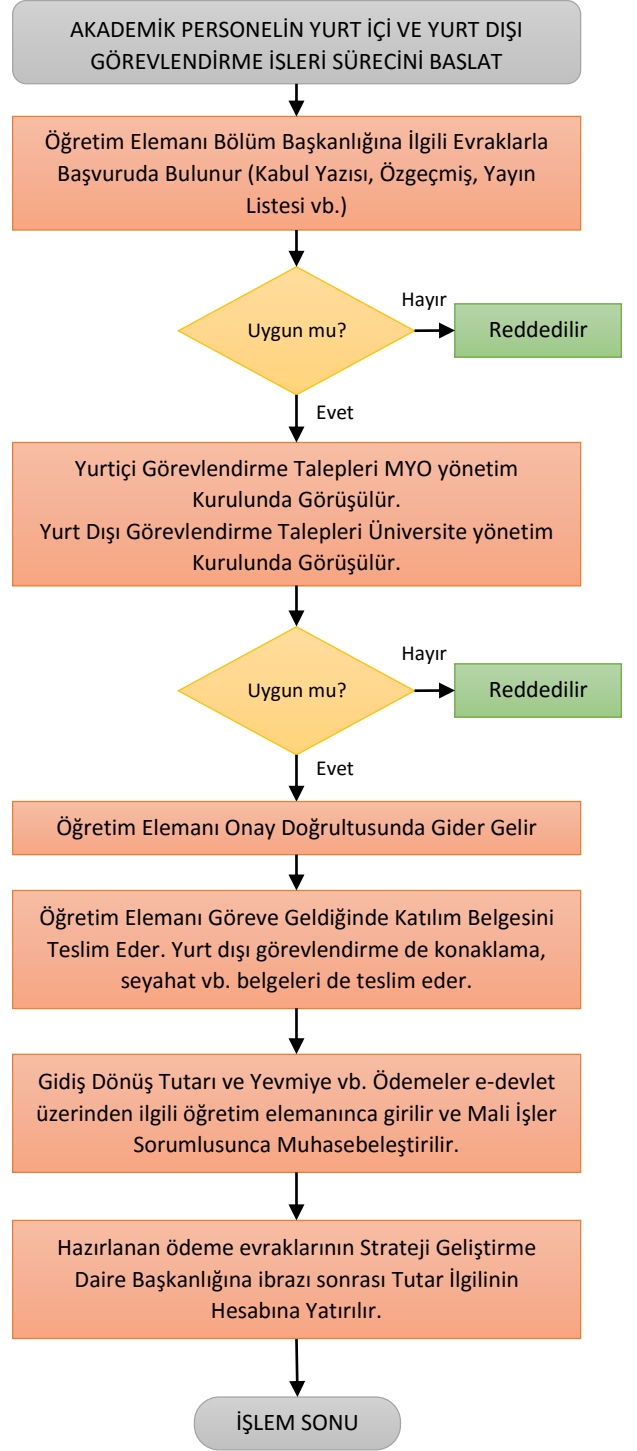 AKADEMİK PERSONELİN YURT İÇİ VE YURT DIŞI
GÖREVLENDİRME İŞLERİ SÜRECİNİ BAŞLAT
Öğretim Elemanı Bölüm Başkanlığına İlgili Evraklarla
Başvuruda Bulunur (Kabul Yazısı, Özgeçmiş, Yayın
Listesi vb.)
Uygun mu?
Hayır
Reddedilir
Evet
Yurtiçi Görevlendirme Talepleri MYO yönetim
Kurulunda Görüşülür.
Yurt Dışı Görevlendirme Talepleri Üniversite yönetim
Kurulunda Görüşülür.
Uygun mu?
Hayır
Reddedilir
Evet
Öğretim Elemanı Onay Doğrultusunda Gider Gelir
Öğretim Elemanı Göreve Geldiğinde Katılım Belgesini
Teslim Eder. Yurt dışı görevlendirme de konaklama,
seyahat vb. belgeleri de teslim eder.
Gidiş Dönüş Tutarı ve Yevmiye vb. Ödemeler e-devlet
üzerinden ilgili öğretim elemanınca girilir ve Mali İşler
Sorumlusunca Muhasebeleştirilir.
Hazırlanan ödeme evraklarının Strateji Geliştirme
Daire Başkanlığına ibrazı sonrası Tutar İlgilinin
Hesabına Yatırılır.
İŞLEM SONU